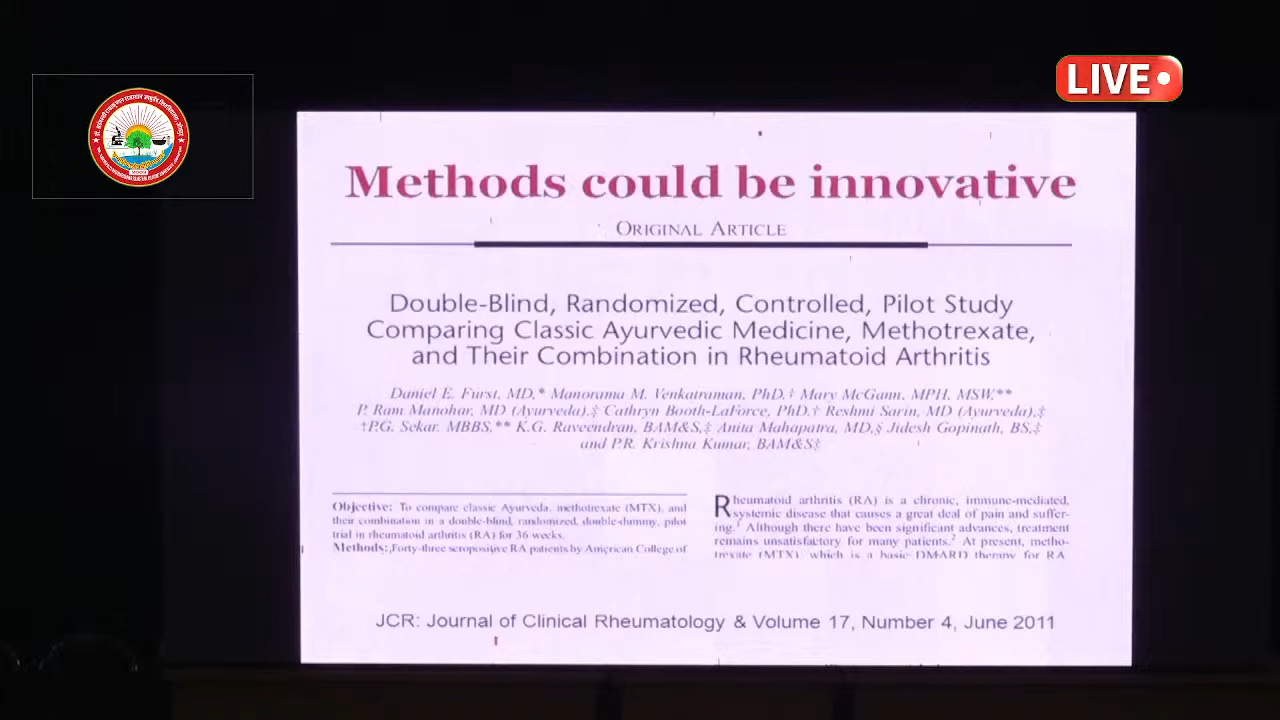 LIVE
Methods could be innovative
ORIGINAL ARTICLE
Double-Blind, Randomized, Controlled, Pilot Study
Comparing Classic Ayurvedic Medicine, Methotrexate,
and Their Combination in Rheumatoid Arthritis
Daniel E. Furst, MD,* Manorama M. Venkatraman, PhD,† Mary McGann, MPH, MSW,**
P. Ram Manohar, MD (Ayurveda),‡ Cathryn Booth-LaForce, PhD,† Reshmi Sarin, MD (Ayurveda),‡
†P.G. Sekar, MBBS,** K.G. Raveendran, BAM&S,‡ Anita Mahapatra, MD,§ Jidesh Gopinath, BS,‡
and P.R. Krishna Kumar, BAM&S‡
Objective: To compare classic Ayurveda, methotrexate (MTX), and
their combination in a double-blind, randomized, double-dummy, pilot
trial in rheumatoid arthritis (RA) for 36 weeks.
Methods: Forty-three seropositive RA patients by American College of
Rheumatoid arthritis (RA) is a chronic, immune-mediated,
systemic disease that causes a great deal of pain and suffer-
ing.1 Although there have been significant advances, treatment
remains unsatisfactory for many patients.2 At present, metho-
trexate (MTX), which is a basic DMARD therapy for RA
JCR: Journal of Clinical Rheumatology & Volume 17, Number 4, June 2011